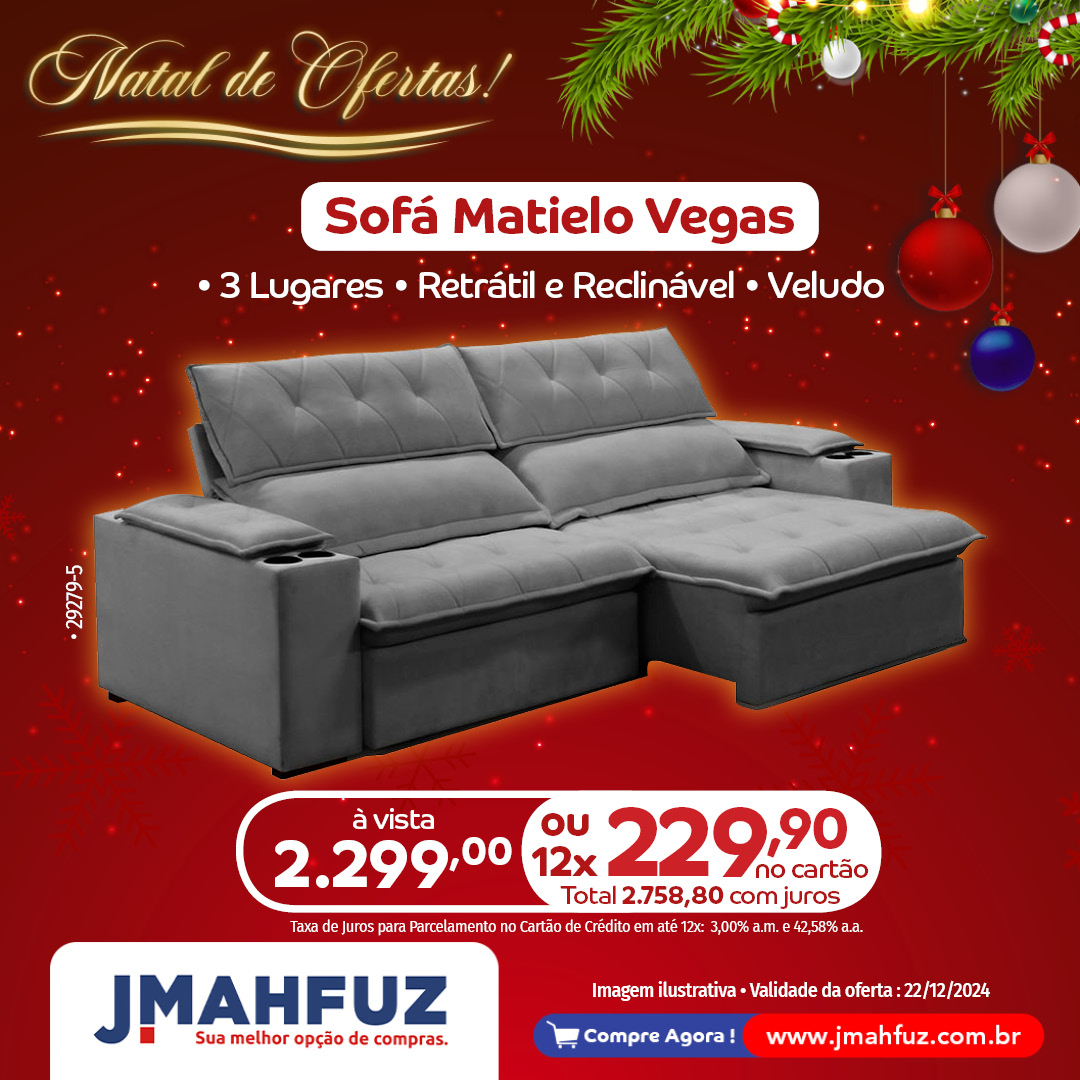 Natal de Ofertas!
Sofá Matielo Vegas
• 3 Lugares • Retrátil e Reclinável • Veludo
• 29279-5
à vista
2.299,00
ou
12x 229,90
no cartão
Total 2.758,80 com juros
Taxa de Juros para Parcelamento no Cartão de Crédito em até 12x: 3,00% a.m. e 42,58% a.a.
JMAHFUZ
Sua melhor opção de compras.
Imagem ilustrativa • Validade da oferta : 22/12/2024
Compre Agora ! www.jmahfuz.com.br